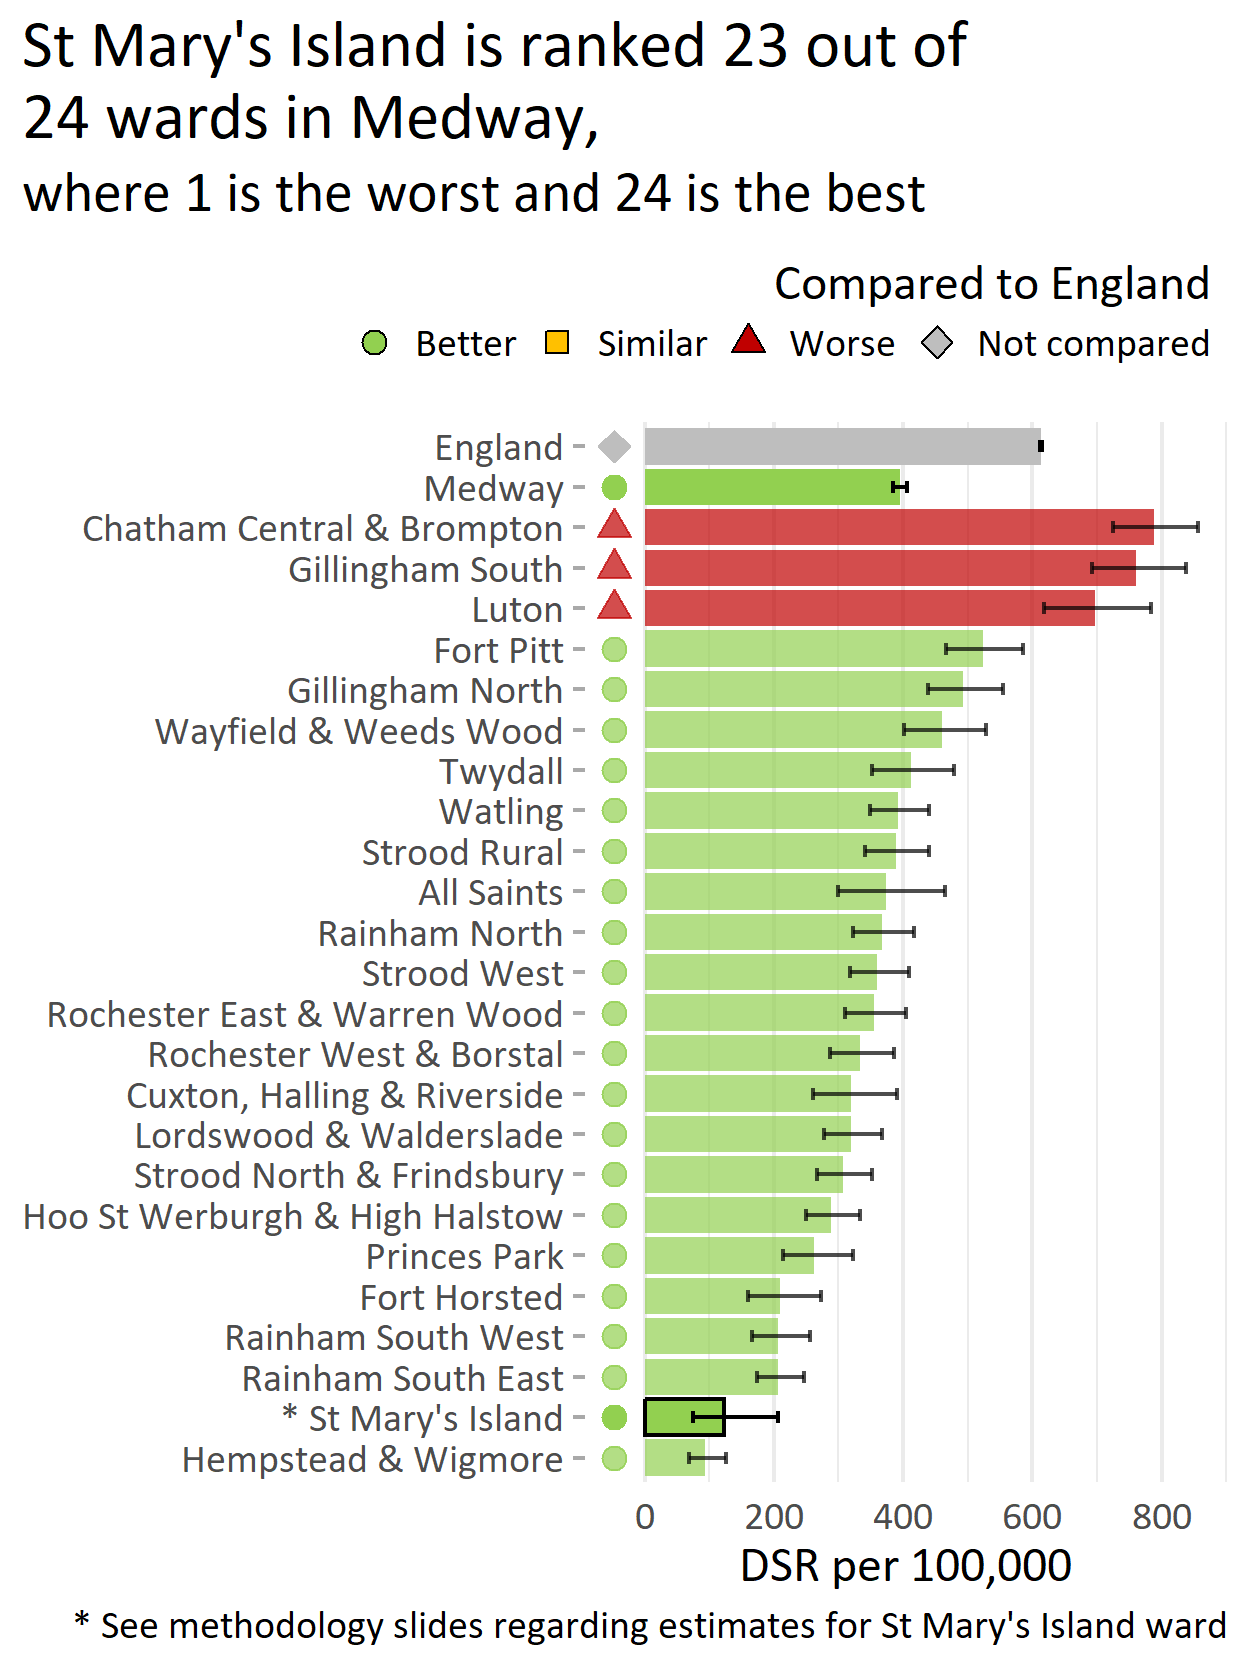 St Mary's Island is ranked 23 out of
24 wards in Medway,
where 1 is the worst and 24 is the best
Compared to England
Better Similar Worse Not compared
England
Medway
Chatham Central & Brompton
Gillingham South
Luton
Fort Pitt
Gillingham North
Wayfield & Weeds Wood
Twydall
Watling
Strood Rural
All Saints
Rainham North
Strood West
Rochester East & Warren Wood
Rochester West & Borstal
Cuxton, Halling & Riverside
Lordswood & Walderslade
Strood North & Frindsbury
Hoo St Werburgh & High Halstow
Princes Park
Fort Horsted
Rainham South West
Rainham South East
* St Mary's Island
Hempstead & Wigmore
0 200 400 600 800
DSR per 100,000
* See methodology slides regarding estimates for St Mary's Island ward